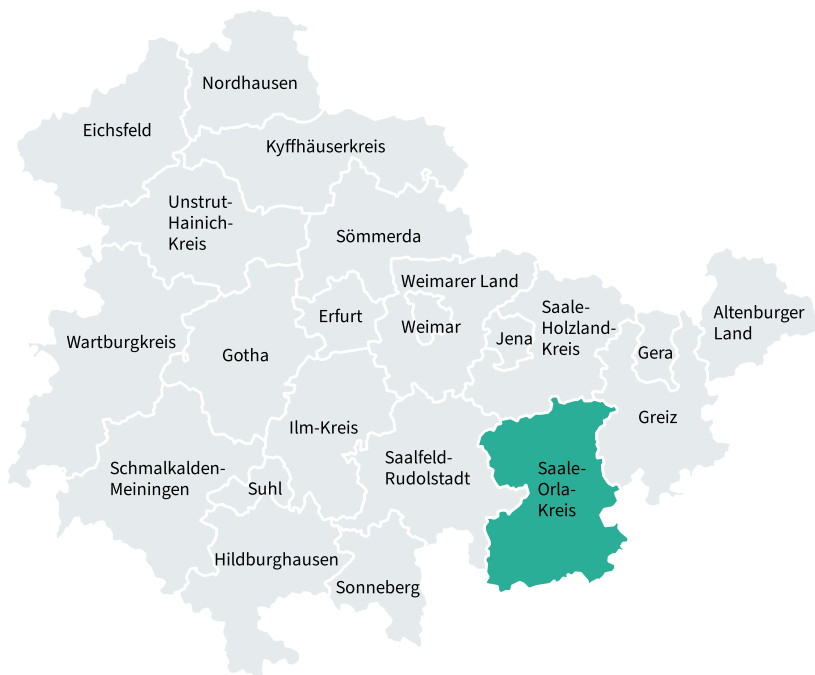 Nordhausen
Eichsfeld
Kyffhäuserkreis
Unstrut-
Hainich-
Kreis
Sömmerda
Weimarer Land
Saale-
Holzland-
Kreis
Altenburger
Land
Erfurt
Weimar
Jena
Wartburgkreis
Gotha
Gera
Greiz
Ilm-Kreis
Saalfeld-
Rudolstadt
Schmalkalden-
Meiningen
Suhl
Saale-
Orla-
Kreis
Hildburghausen
Sonneberg